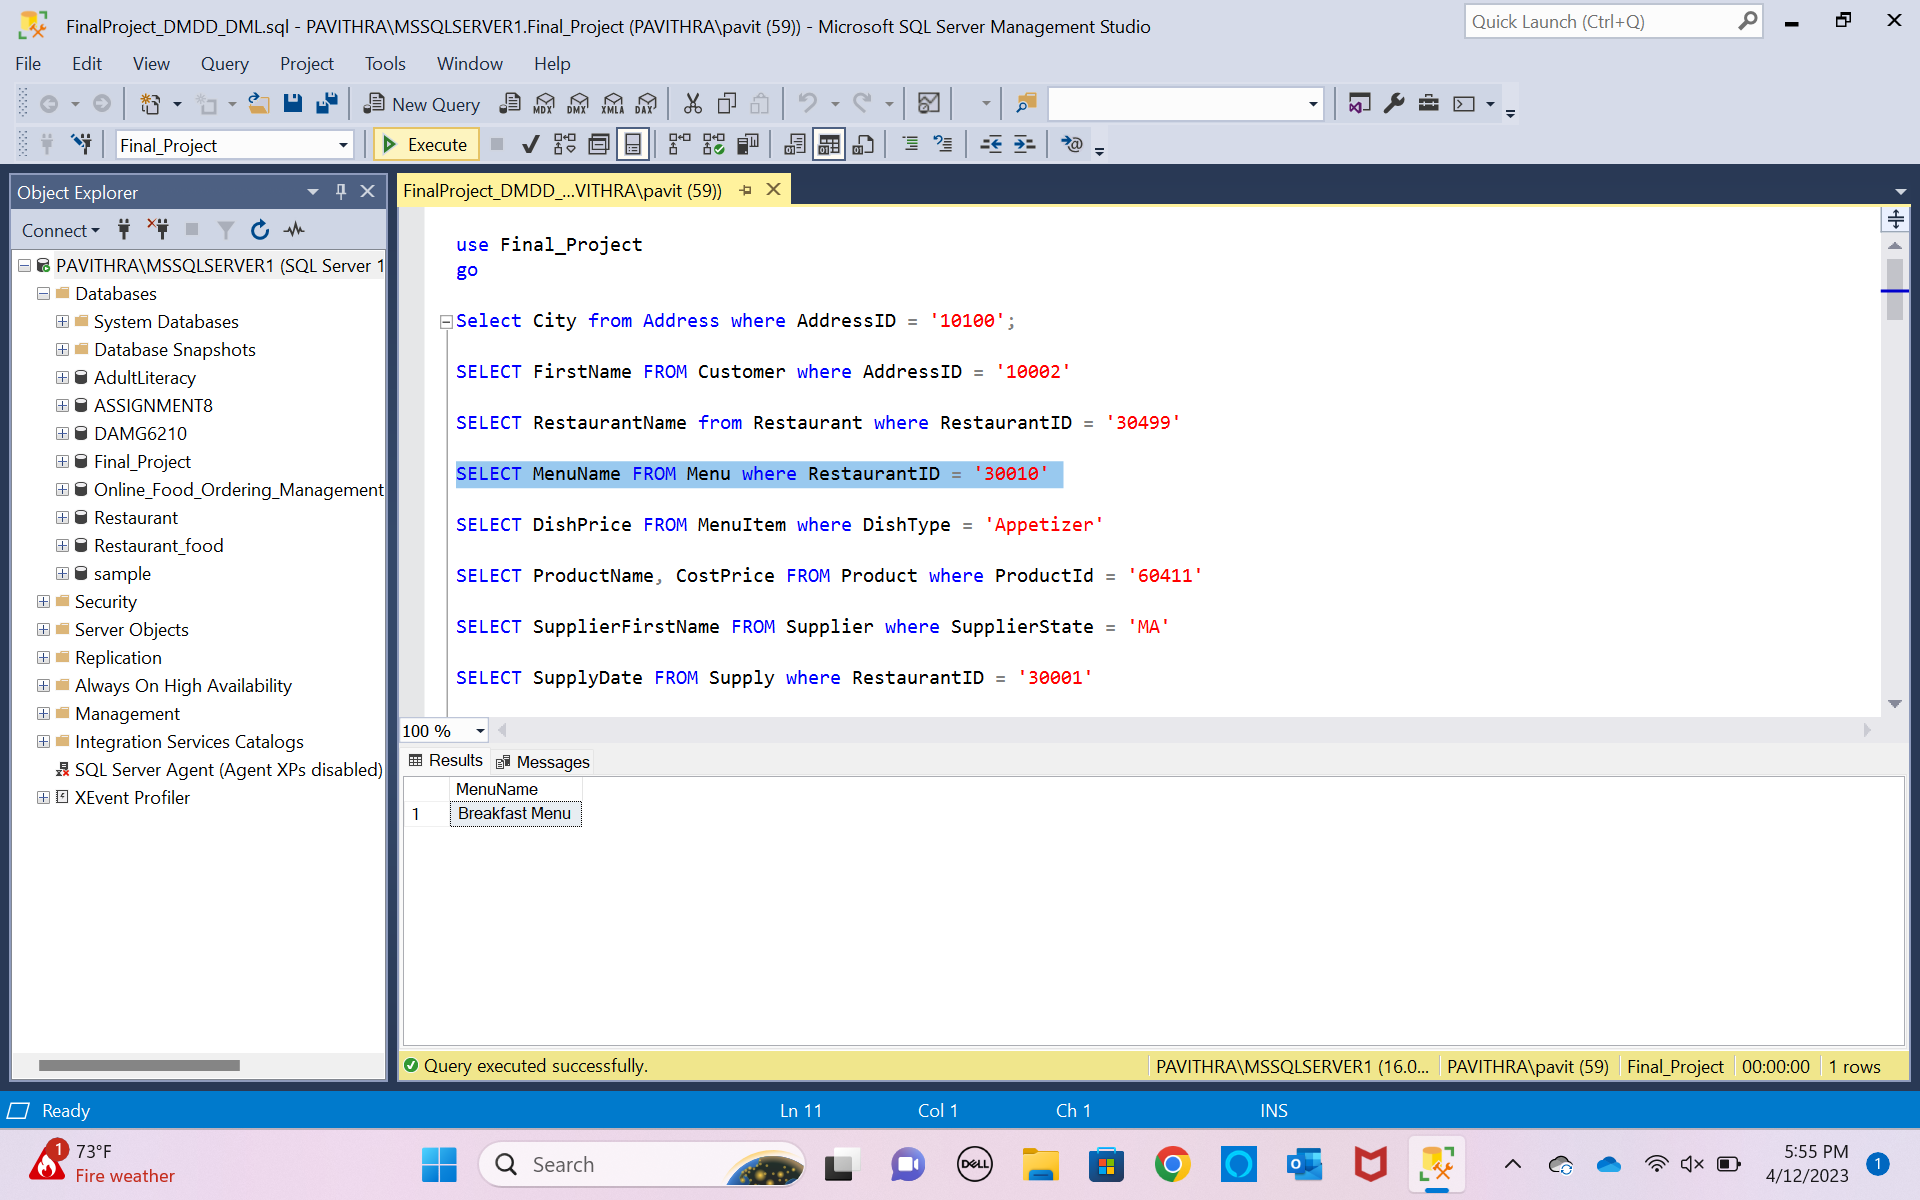 FinalProject_DMDD_DML.sql - PAVITHRA\MSSQLSERVER1.Final_Project (PAVITHRA\pavit (59)) - Microsoft SQL Server Management Studio
Quick Launch (Ctrl+Q)
File Edit View Query Project Tools Window Help
New Query MDX DMX XMLA DAX
Final_Project Execute
Object Explorer
FinalProject_DMDD_...VITHRA\pavit (59))
Connect
PAVITHRA\MSSQLSERVER1 (SQL Server 1
Databases
System Databases
Database Snapshots
AdultLiteracy
ASSIGNMENT8
DAMG6210
Final_Project
Online_Food_Ordering_Management
Restaurant
Restaurant_food
sample
Security
Server Objects
Replication
Always On High Availability
Management
Integration Services Catalogs
SQL Server Agent (Agent XPs disabled)
XEvent Profiler
use Final_Project
go
Select City from Address where AddressID = '10100';
SELECT FirstName FROM Customer where AddressID = '10002'
SELECT RestaurantName from Restaurant where RestaurantID = '30499'
SELECT MenuName FROM Menu where RestaurantID = '30010'
SELECT DishPrice FROM MenuItem where DishType = 'Appetizer'
SELECT ProductName, CostPrice FROM Product where ProductId = '60411'
SELECT SupplierFirstName FROM Supplier where SupplierState = 'MA'
SELECT SupplyDate FROM Supply where RestaurantID = '30001'
100 %
Results Messages
MenuName
1 Breakfast Menu
Query executed successfully. PAVITHRA\MSSQLSERVER1 (16.0... PAVITHRA\pavit (59) Final_Project 00:00:00 1 rows
Ready Ln 11 Col 1 Ch 1 INS
1
73°F
Fire weather
Search
DELL
5:55 PM
4/12/2023
1